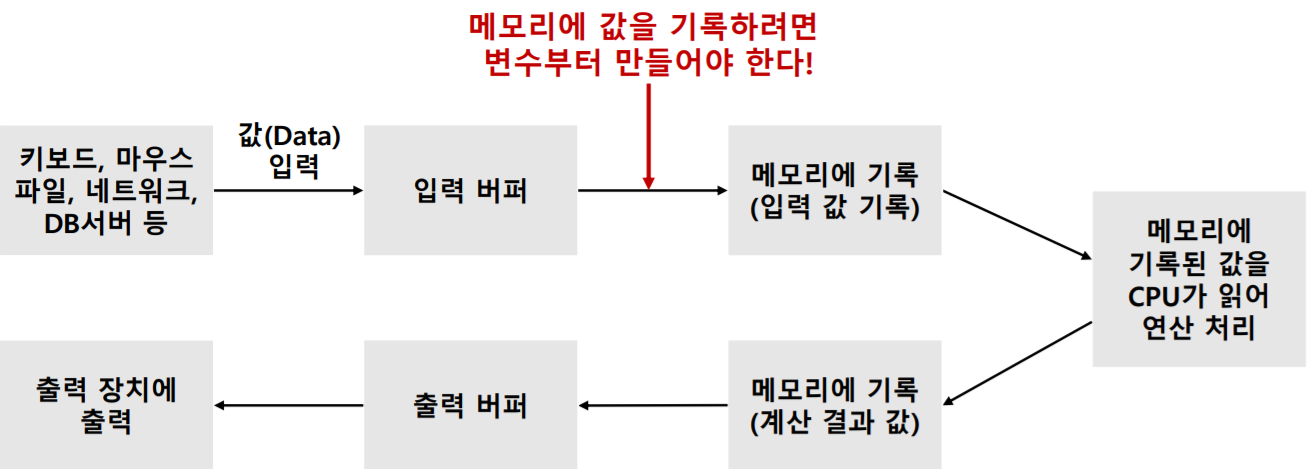 메모리에 값을 기록하려면
변수부터 만들어야 한다!
키보드, 마우스
파일, 네트워크,
DB서버 등
값(Data)
입력
입력 버퍼
메모리에 기록
(입력 값 기록)
메모리에
기록된 값을
CPU가 읽어
연산 처리
메모리에 기록
(계산 결과 값)
출력 버퍼
출력 장치에
출력